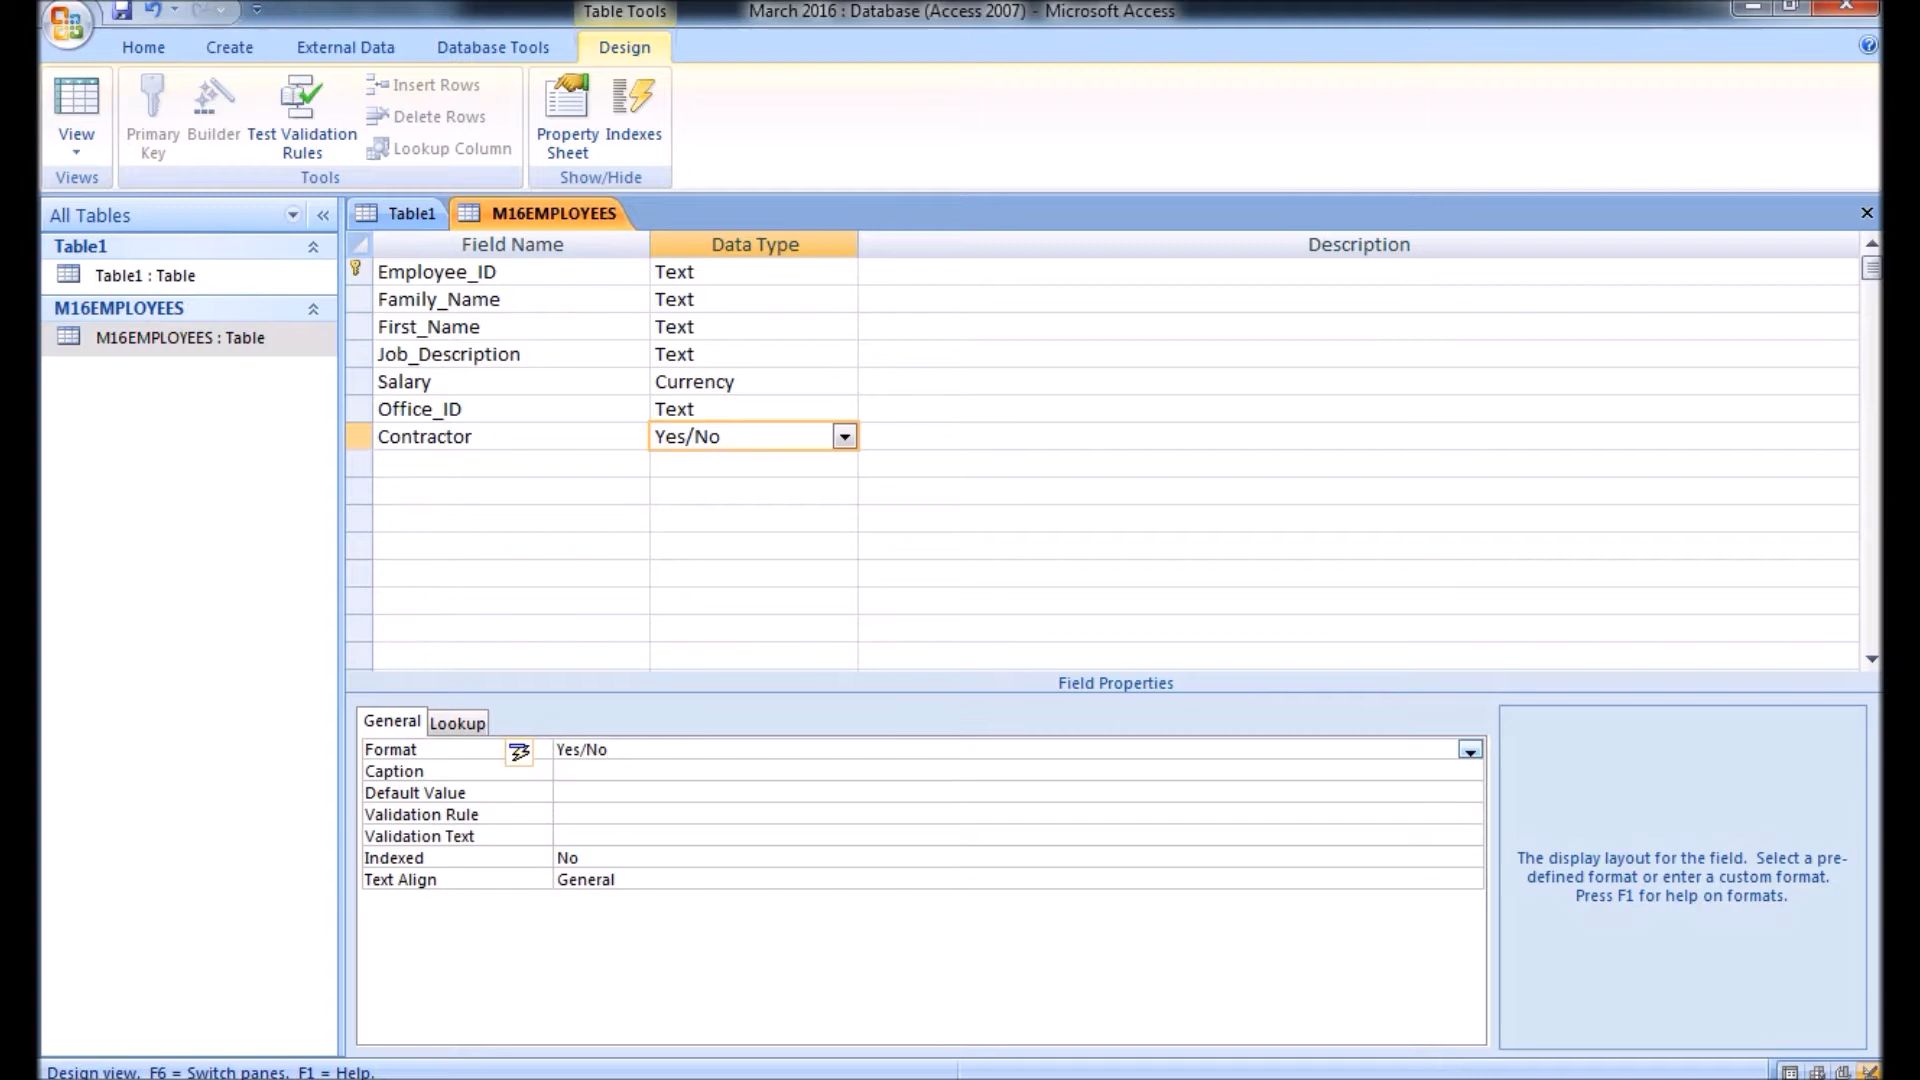 Table Tools
March 2016 : Database (Access 2007) - Microsoft Access
Home Create External Data Database Tools Design
View
Primary Key
Builder
Test Validation Rules
Insert Rows
Delete Rows
Lookup Column
Property Sheet
Indexes
Views Tools Show/Hide
All Tables
Table1
Table1 : Table
M16EMPLOYEES
M16EMPLOYEES : Table
Table1 M16EMPLOYEES
Field Name Data Type Description
Employee_ID Text
Family_Name Text
First_Name Text
Job_Description Text
Salary Currency
Office_ID Text
Contractor Yes/No
Field Properties
General Lookup
Format Yes/No
Caption
Default Value
Validation Rule
Validation Text
Indexed No
Text Align General
The display layout for the field. Select a pre-
defined format or enter a custom format.
Press F1 for help on formats.
Design view. F6 = Switch panes. F1 = Help.